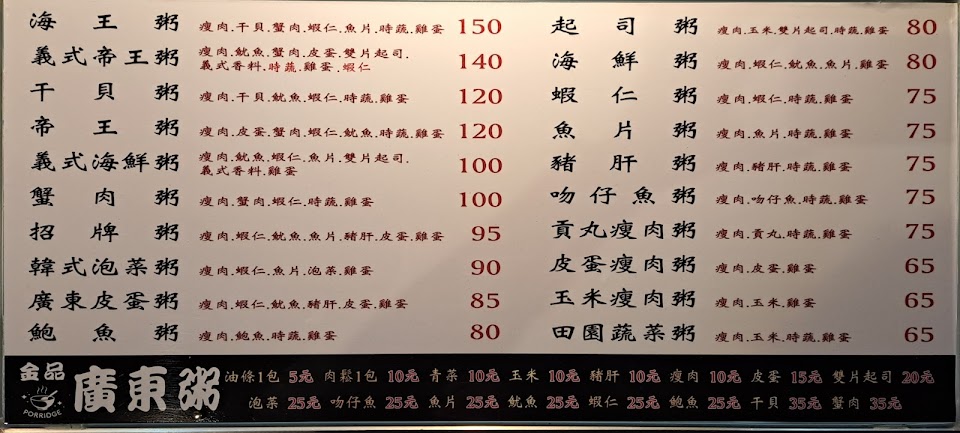 海王粥 瘦肉.干貝.蟹肉.蝦仁.魚片.時蔬.雞蛋 150
義式帝王粥 瘦肉.魷魚.蟹肉.皮蛋.雙片起司.
義式香料.時蔬.雞蛋.蝦仁 140
干貝粥 瘦肉.干貝.魷魚.蝦仁.時蔬.雞蛋 120
帝王粥 瘦肉.皮蛋.蟹肉.蝦仁.魷魚.時蔬.雞蛋 120
義式海鮮粥 瘦肉.魷魚.蝦仁.魚片.雙片起司.
義式香料.雞蛋 100
蟹肉粥 瘦肉.蟹肉.蝦仁.時蔬.雞蛋 100
招牌粥 瘦肉.蝦仁.魷魚.魚片.豬肝.皮蛋.雞蛋 95
韓式泡菜粥 瘦肉.蝦仁.魚片.泡菜.雞蛋 90
廣東皮蛋粥 瘦肉.蝦仁.魷魚.豬肝.皮蛋.雞蛋 85
鮑魚粥 瘦肉.鮑魚.時蔬.雞蛋 80
起司粥 瘦肉.玉米.雙片起司.時蔬.雞蛋 80
海鮮粥 瘦肉.蝦仁.魷魚.魚片.雞蛋 80
蝦仁粥 瘦肉.蝦仁.時蔬.雞蛋 75
魚片粥 瘦肉.魚片.時蔬.雞蛋 75
豬肝粥 瘦肉.豬肝.時蔬.雞蛋 75
吻仔魚粥 瘦肉.吻仔魚.時蔬.雞蛋 75
貢丸瘦肉粥 瘦肉.貢丸.時蔬.雞蛋 75
皮蛋瘦肉粥 瘦肉.皮蛋.雞蛋 65
玉米瘦肉粥 瘦肉.玉米.雞蛋 65
田園蔬菜粥 瘦肉.玉米.時蔬.雞蛋 65
金品
PORRIDGE
廣東粥
油條1包 5元 肉鬆1包 10元 青菜 10元 玉米 10元 豬肝 10元 瘦肉 10元 皮蛋 15元 雙片起司 20元
泡菜 25元 吻仔魚 25元 魚片 25元 魷魚 25元 蝦仁 25元 鮑魚 25元 干貝 35元 蟹肉 35元